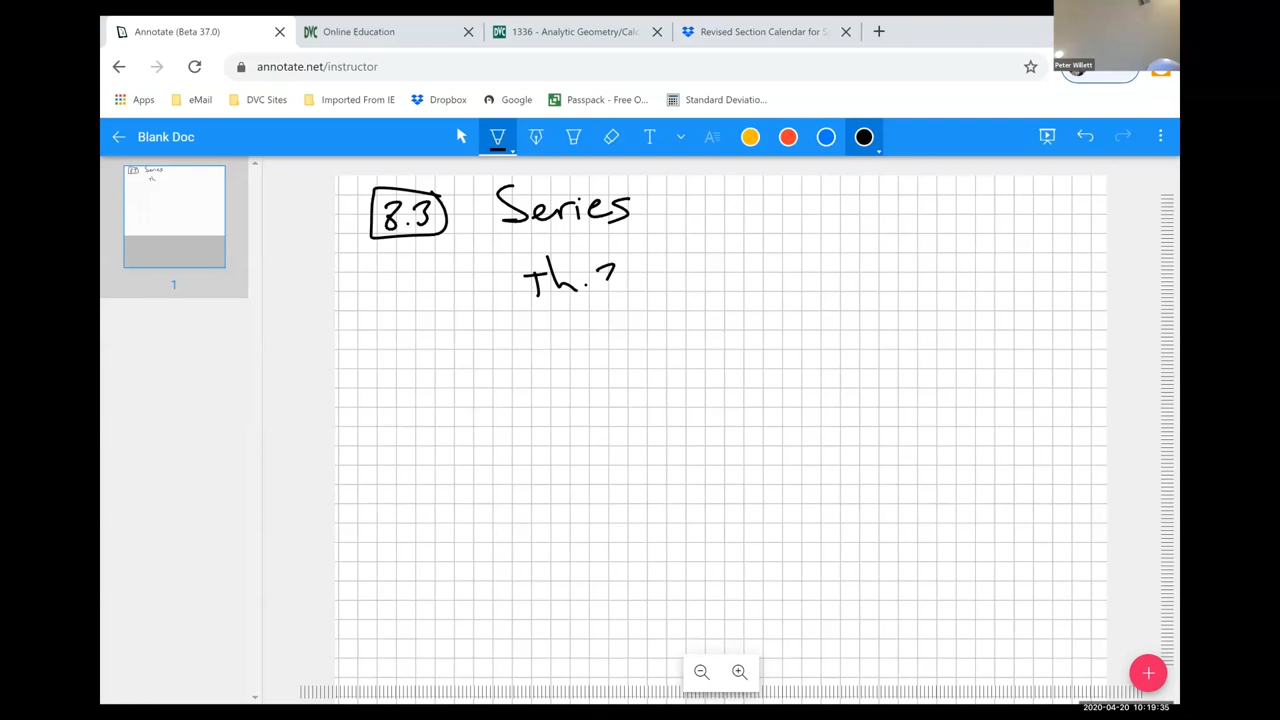 Annotate (Beta 37.0)
Online Education
1336 - Analytic Geometry/Calc
Revised Section Calendar for S
Peter Willett
annotate.net/instructor
Apps
eMail
DVC Sites
Imported From IE
Dropbox
Google
Passpack - Free O...
Standard Deviatio...
Blank Doc
T
A
8.3 Series
Th.
1
2020-04-20 10:19:35